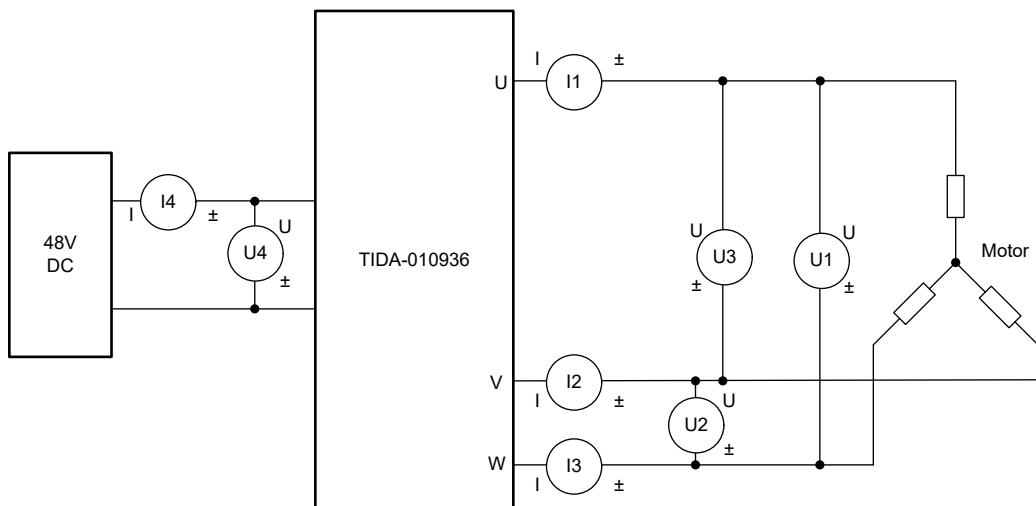 I
±
I1
U
I
I4
±
U
U4
±
48V
DC
TIDA-010936
U
U3
±
U
U1
±
Motor
V
I2
I
±
U
U2
±
W
I3
I
±